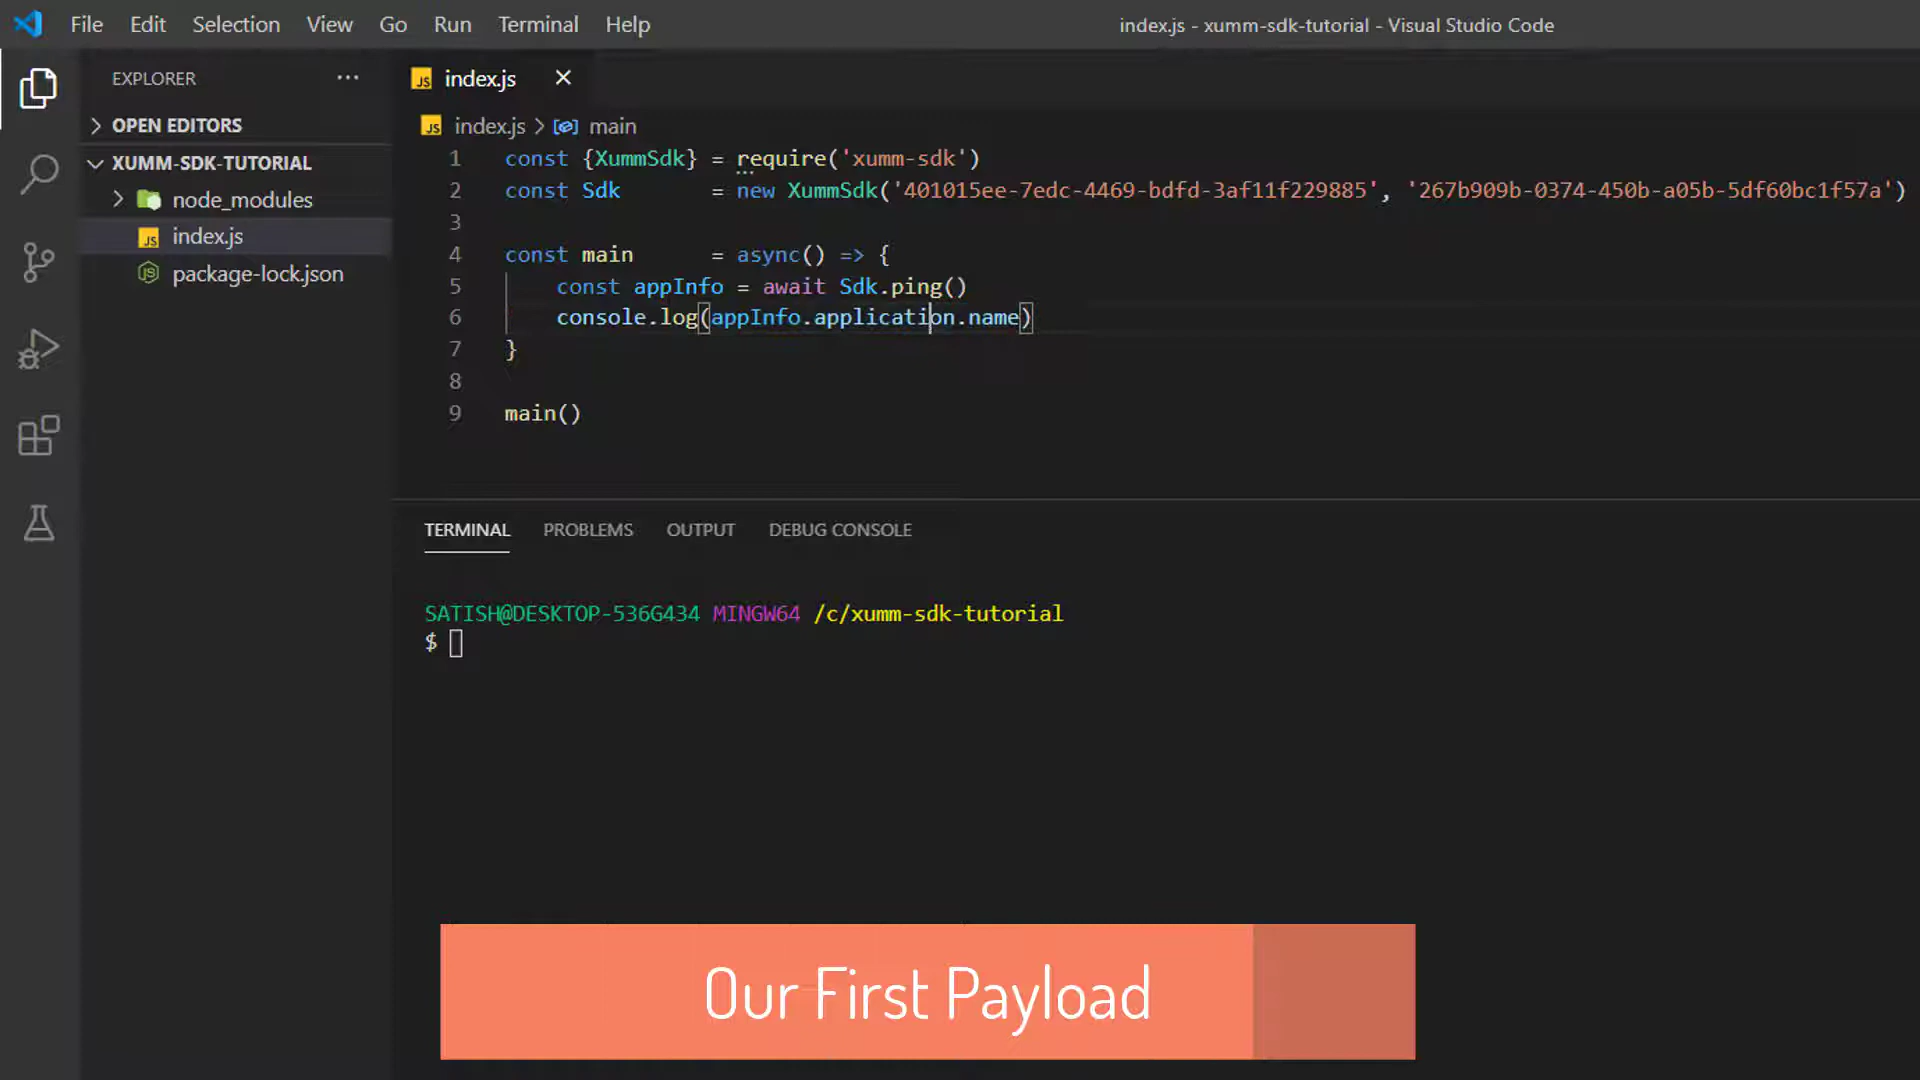 File Edit Selection View Go Run Terminal Help
index.js - xumm-sdk-tutorial - Visual Studio Code
EXPLORER ···
OPEN EDITORS
XUMM-SDK-TUTORIAL
node_modules
JS index.js
package-lock.json
JS index.js ×
JS index.js > main
1 const {XummSdk} = require('xumm-sdk')
2 const Sdk       = new XummSdk('401015ee-7edc-4469-bdfd-3af11f229885', '267b909b-0374-450b-a05b-5df60bc1f57a')
3
4 const main      = async() => {
5     const appInfo = await Sdk.ping()
6     console.log(appInfo.application.name)
7 }
8
9 main()
TERMINAL PROBLEMS OUTPUT DEBUG CONSOLE
SATISH@DESKTOP-536G434 MINGW64 /c/xumm-sdk-tutorial
$
Our First Payload